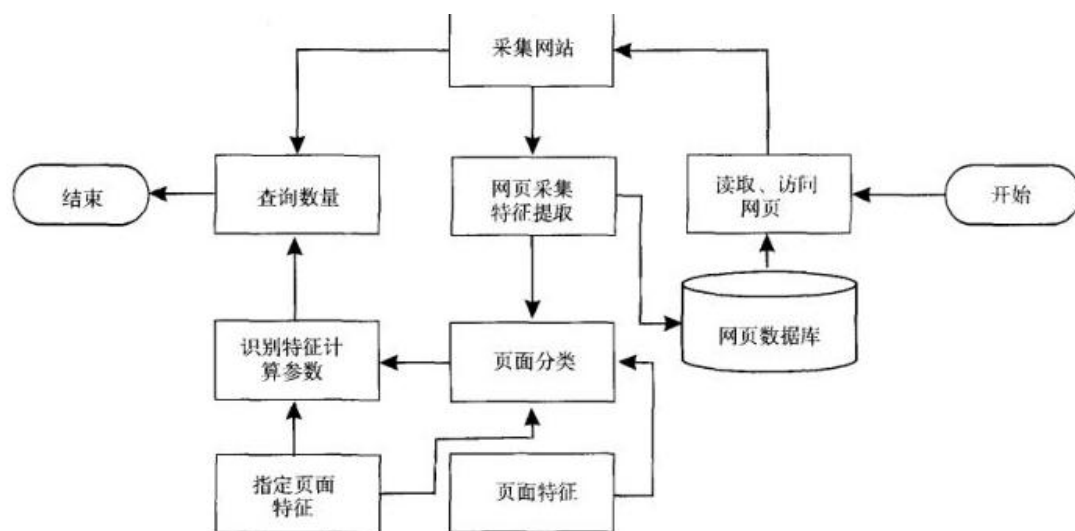 采集网站
结束
查询数量
网页采集
特征提取
读取、访问
网页
开始
识别特征计
算参数
页面分类
网页数据库
指定页面
特征
页面特征